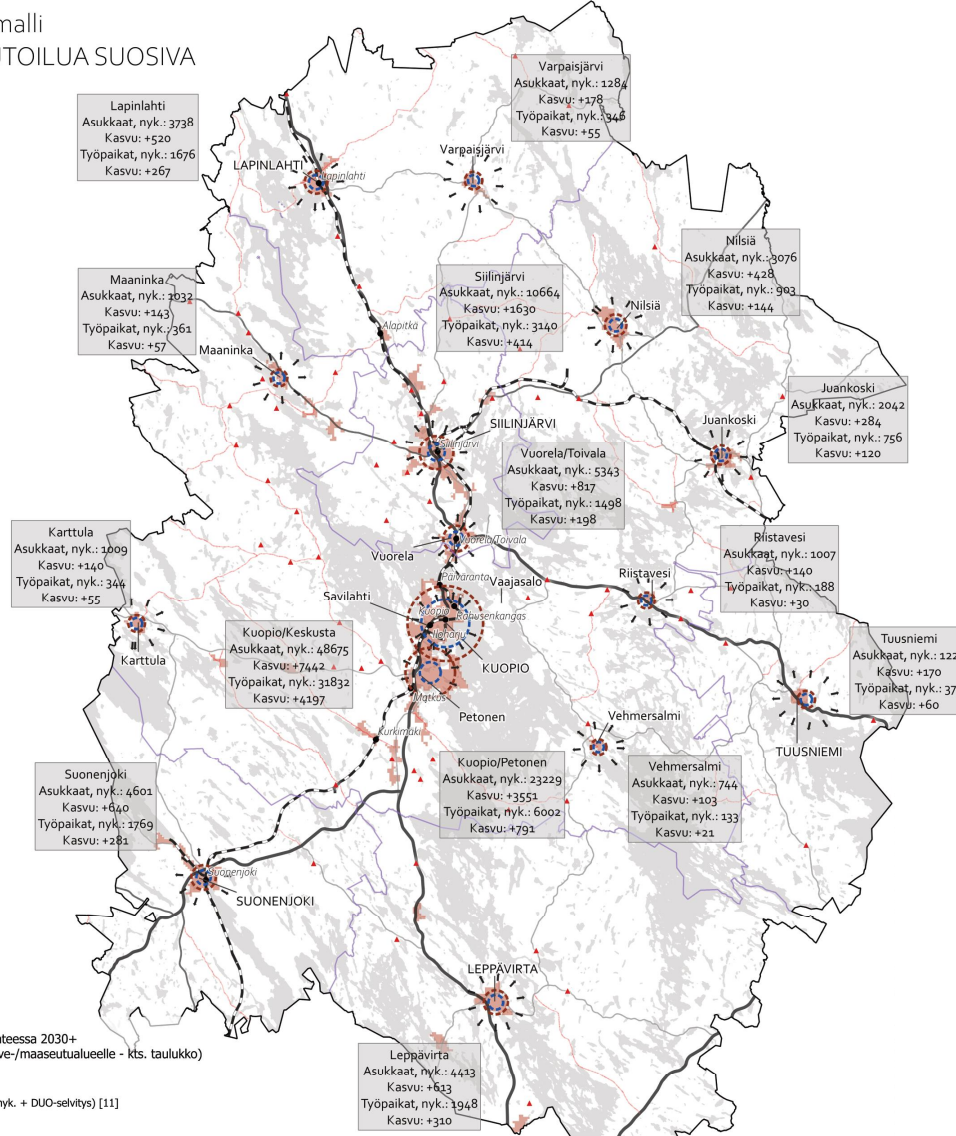 malli
TOILUA SUOSIVA
Lapinlahti
Asukkaat, nyk.: 3738
Kasvu: +520
Työpaikat, nyk.: 1676
Kasvu: +267
Varpaisjärvi
Asukkaat, nyk.: 1284
Kasvu: +178
Työpaikat, nyk.: 346
Kasvu: +55
LAPINLAHTI
Lapinlahti
Varpaisjärvi
Nilsiä
Asukkaat, nyk.: 3076
Kasvu: +428
Työpaikat, nyk.: 903
Kasvu: +144
Maaninka
Asukkaat, nyk.: 1032
Kasvu: +143
Työpaikat, nyk.: 361
Kasvu: +57
Siilinjärvi
Asukkaat, nyk.: 10664
Kasvu: +1630
Työpaikat, nyk.: 3140
Kasvu: +414
Nilsiä
Alapitkä
Maaninka
Juankoski
Asukkaat, nyk.: 2042
Kasvu: +284
Työpaikat, nyk.: 756
Kasvu: +120
Juankoski
SIILINJÄRVI
Siilinjärvi
Vuorela/Toivala
Asukkaat, nyk.: 5343
Kasvu: +817
Työpaikat, nyk.: 1498
Kasvu: +198
Karttula
Asukkaat, nyk.: 1009
Kasvu: +140
Työpaikat, nyk.: 344
Kasvu: +55
Vuorela/Toivala
Vuorela
Riistavesi
Asukkaat, nyk.: 1007
Kasvu: +140
Työpaikat, nyk.: 188
Kasvu: +30
Riistavesi
Päiväranta
Vaajasalo
Savilahti
Kuopio
Ranusenkangas
Iloharju
KUOPIO
Karttula
Kuopio/Keskusta
Asukkaat, nyk.: 48675
Kasvu: +7442
Työpaikat, nyk.: 31832
Kasvu: +4197
Tuusniemi
Asukkaat, nyk.: 122
Kasvu: +170
Työpaikat, nyk.: 37
Kasvu: +60
Matkus
Petonen
Vehmersalmi
Kurkimäki
TUUSNIEMI
Suonenjoki
Asukkaat, nyk.: 4601
Kasvu: +640
Työpaikat, nyk.: 1769
Kasvu: +281
Kuopio/Petonen
Asukkaat, nyk.: 23229
Kasvu: +3551
Työpaikat, nyk.: 6002
Kasvu: +791
Vehmersalmi
Asukkaat, nyk.: 744
Kasvu: +103
Työpaikat, nyk.: 133
Kasvu: +21
Suonenjoki
SUONENJOKI
LEPPÄVIRTA
teessa 2030+
ve-/maaseutualueelle - kts. taulukko)
Leppävirta
Asukkaat, nyk.: 4413
Kasvu: +613
Työpaikat, nyk.: 1948
Kasvu: +310
nyk. + DUO-selvitys) [11]